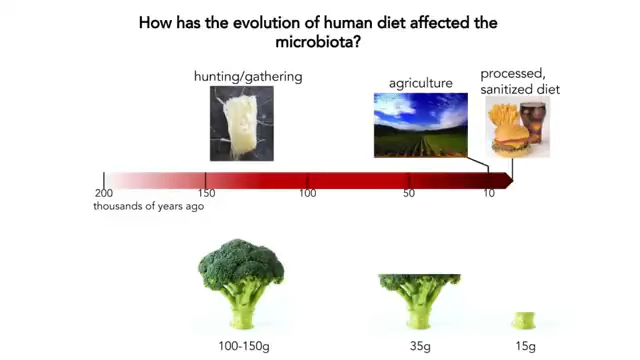 How has the evolution of human diet affected the
microbiota?
hunting/gathering
agriculture
processed,
sanitized diet
200
150
100
50
10
thousands of years ago
100-150g
35g
15g